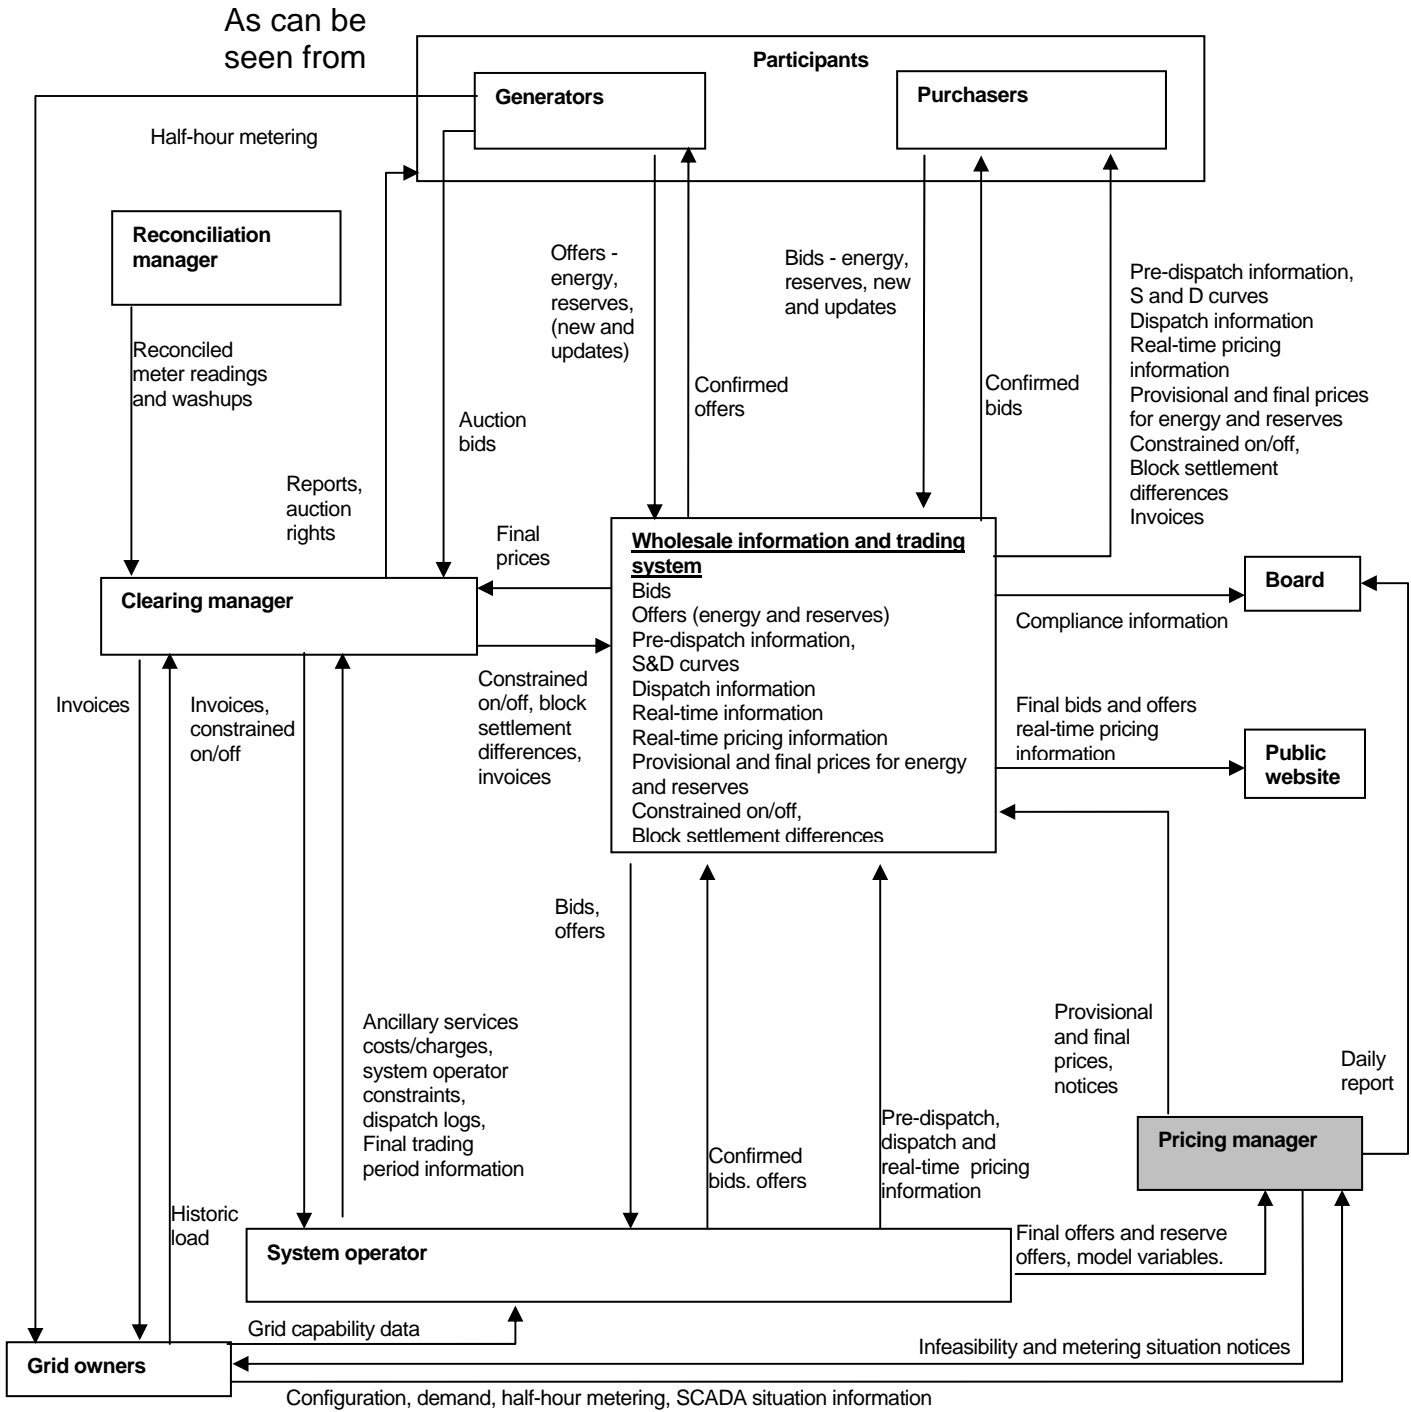 As can be
seen from
Participants
Generators
Purchasers
Half-hour metering
Reconciliation
manager
Offers -
energy,
reserves,
(new and
updates)
Bids - energy,
reserves, new
and updates
Pre-dispatch information,
S and D curves
Dispatch information
Real-time pricing
information
Provisional and final prices
for energy and reserves
Constrained on/off,
Block settlement
differences
Invoices
Reconciled
meter readings
and washups
Confirmed
offers
Confirmed
bids
Auction
bids
Reports,
auction
rights
Final
prices
Wholesale information and trading
system
Bids
Offers (energy and reserves)
Pre-dispatch information,
S&D curves
Dispatch information
Real-time information
Real-time pricing information
Provisional and final prices for energy
and reserves
Constrained on/off,
Block settlement differences
Board
Clearing manager
Compliance information
Invoices
Invoices,
constrained
on/off
Constrained
on/off, block
settlement
differences,
invoices
Final bids and offers
real-time pricing
information
Public
website
Bids,
offers
Ancillary services
costs/charges,
system operator
constraints,
dispatch logs,
Final trading
period information
Provisional
and final
prices,
notices
Daily
report
Pre-dispatch,
dispatch and
real-time  pricing
information
Pricing manager
Confirmed
bids. offers
Historic
load
System operator
Final offers and reserve
offers, model variables.
Grid capability data
Infeasibility and metering situation notices
Grid owners
Configuration, demand, half-hour metering, SCADA situation information